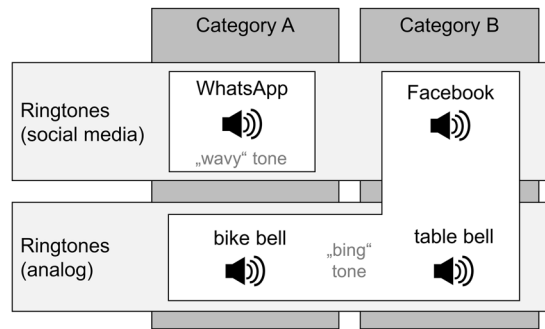 Category A
Category B
Ringtones
(social media)
WhatsApp
„wavy“ tone
Facebook
Ringtones
(analog)
bike bell
„bing“
tone
table bell